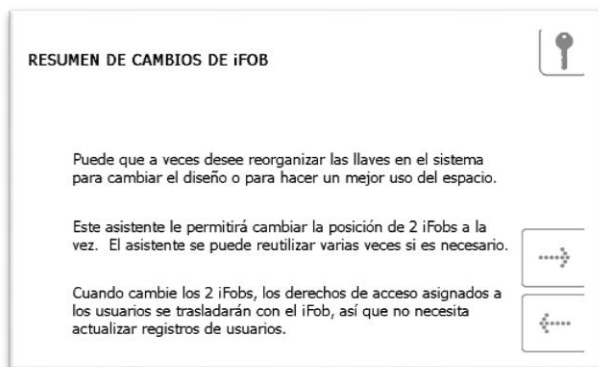 RESUMEN DE CAMBIOS DE iFOB
Puede que a veces desee reorganizar las llaves en el sistema
para cambiar el diseño o para hacer un mejor uso del espacio.
Este asistente le permitirá cambiar la posición de 2 iFobs a la
vez. El asistente se puede reutilizar varias veces si es necesario.
Cuando cambie los 2 iFobs, los derechos de acceso asignados a
los usuarios se trasladarán con el iFob, así que no necesita
actualizar registros de usuarios.